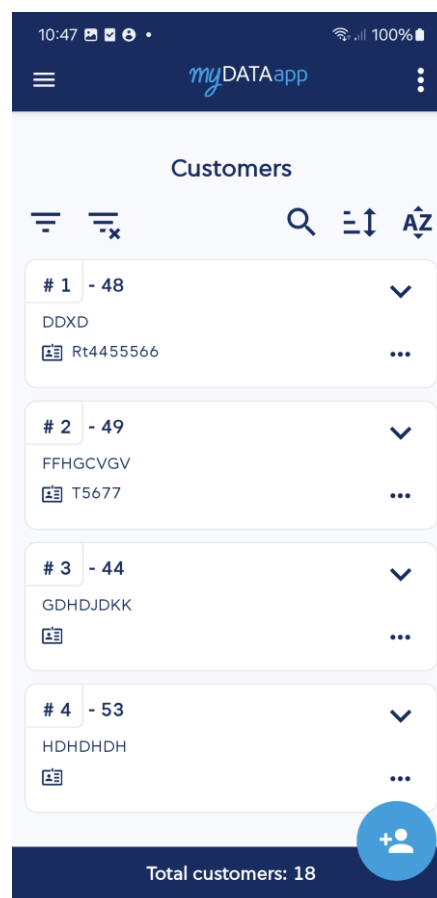 10:47 100%
myDATAapp
Customers
AZ
# 1 - 48
DDXD
Rt4455566
# 2 - 49
FFHGCVGV
T5677
# 3 - 44
GDHDJDKK
# 4 - 53
HDHDHDH
Total customers: 18